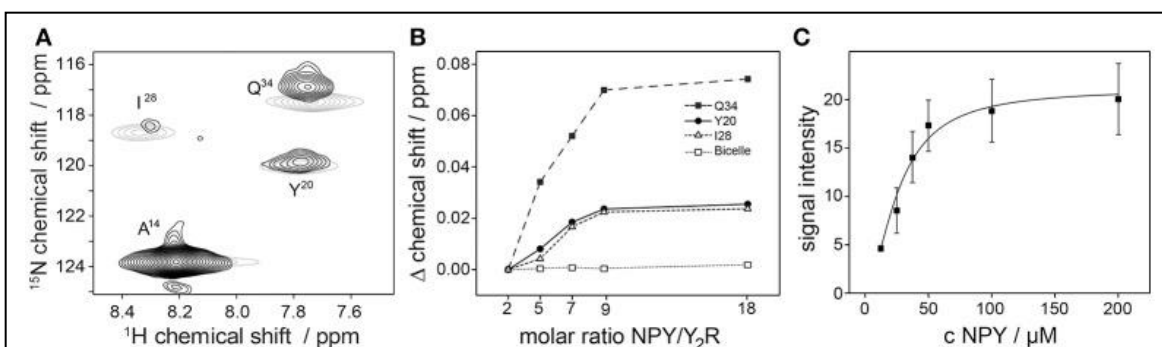 A
¹⁵N chemical shift / ppm
116
118
120
122
124
I²⁸
Q³⁴
Y²⁰
A¹⁴
8.4 8.2 8.0 7.8 7.6
¹H chemical shift / ppm
B
Δ chemical shift / ppm
0.08
0.06
0.04
0.02
0.00
Q34
Y20
I28
Bicelle
2 5 7 9 18
molar ratio NPY/Y₂R
C
signal intensity
20
15
10
5
0
0 50 100 150 200
c NPY / µM